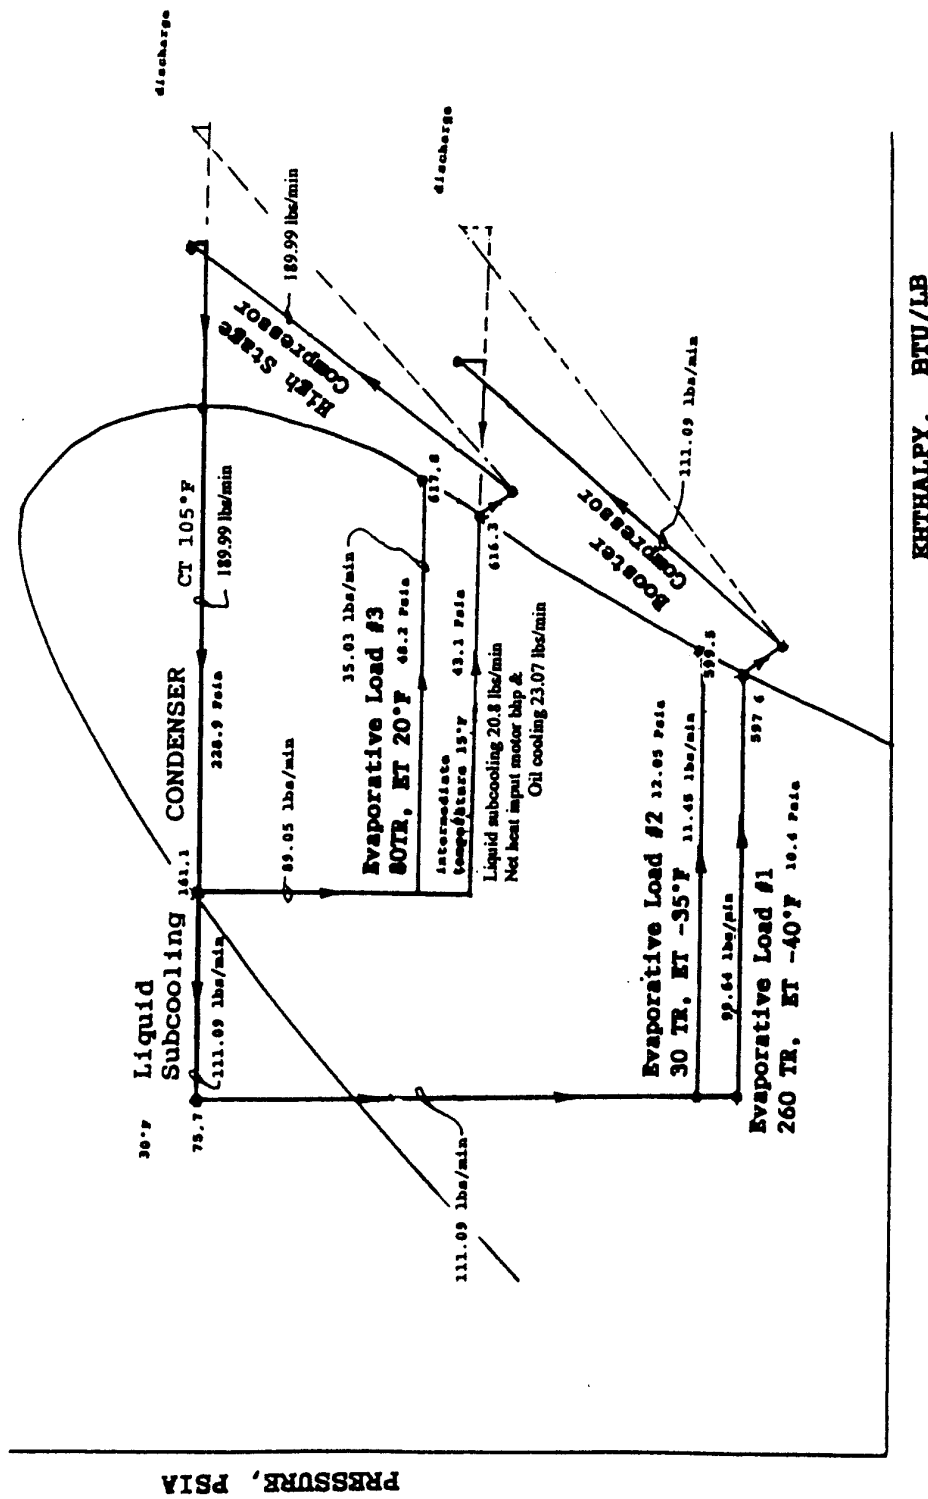 discharge
High Stage
Compressor
189.99 lbs/min
discharge
CT 105°F
189.99 lbs/min
CONDENSER
228.9 Psia
161.1
89.05 lbs/min
Liquid
Subcooling
111.09 lbs/min
30°F
75.7
111.09 lbs/min
617.8
35.03 lbs/min
Evaporative Load #3
80TR, ET 20°F 48.2 Psia
616.3
intermediate
temperature 15°F 43.1 Psia
Liquid subcooling 20.8 lbs/min
Net heat input motor bhp &
Oil cooling 23.07 lbs/min
Booster
Compressor
111.09 lbs/min
599.5
Evaporative Load #2 12.05 Psia
30 TR, ET -35°F 11.45 lbs/min
597 6
99.64 lbs/min
Evaporative Load #1
260 TR, ET -40°F 10.4 Psia
PRESSURE, PSIA
KHTHALPY, BTU/LB